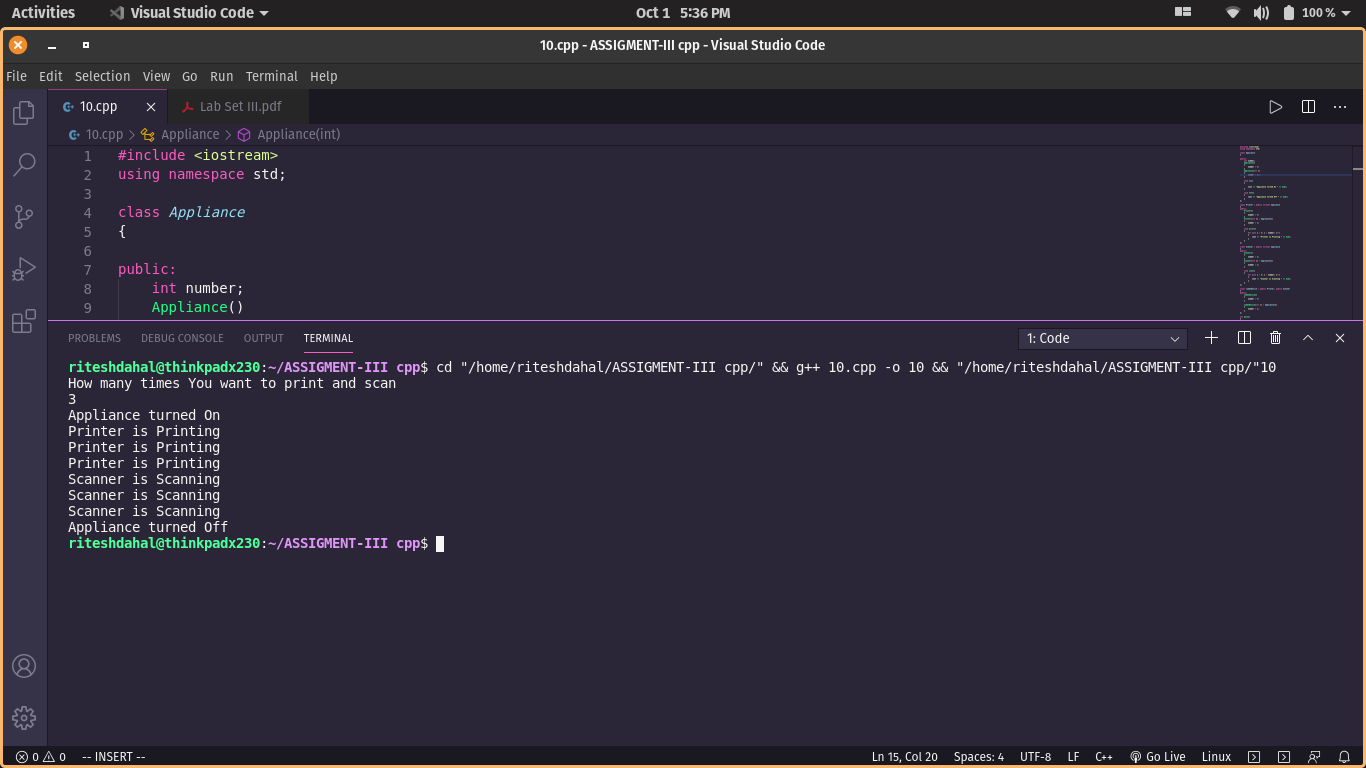 Activities Visual Studio Code Oct 1 5:36 PM 100 %
10.cpp - ASSIGMENT-III cpp - Visual Studio Code
File Edit Selection View Go Run Terminal Help
10.cpp Lab Set III.pdf
10.cpp > Appliance > Appliance(int)
1 #include <iostream>
2 using namespace std;
3
4 class Appliance
5 {
6
7 public:
8 int number;
9 Appliance()
PROBLEMS DEBUG CONSOLE OUTPUT TERMINAL 1: Code
riteshdahal@thinkpadx230:~/ASSIGMENT-III cpp$ cd "/home/riteshdahal/ASSIGMENT-III cpp/" && g++ 10.cpp -o 10 && "/home/riteshdahal/ASSIGMENT-III cpp/"10
How many times You want to print and scan
3
Appliance turned On
Printer is Printing
Printer is Printing
Printer is Printing
Scanner is Scanning
Scanner is Scanning
Scanner is Scanning
Appliance turned Off
riteshdahal@thinkpadx230:~/ASSIGMENT-III cpp$
0 0 -- INSERT -- Ln 15, Col 20 Spaces: 4 UTF-8 LF C++ Go Live Linux